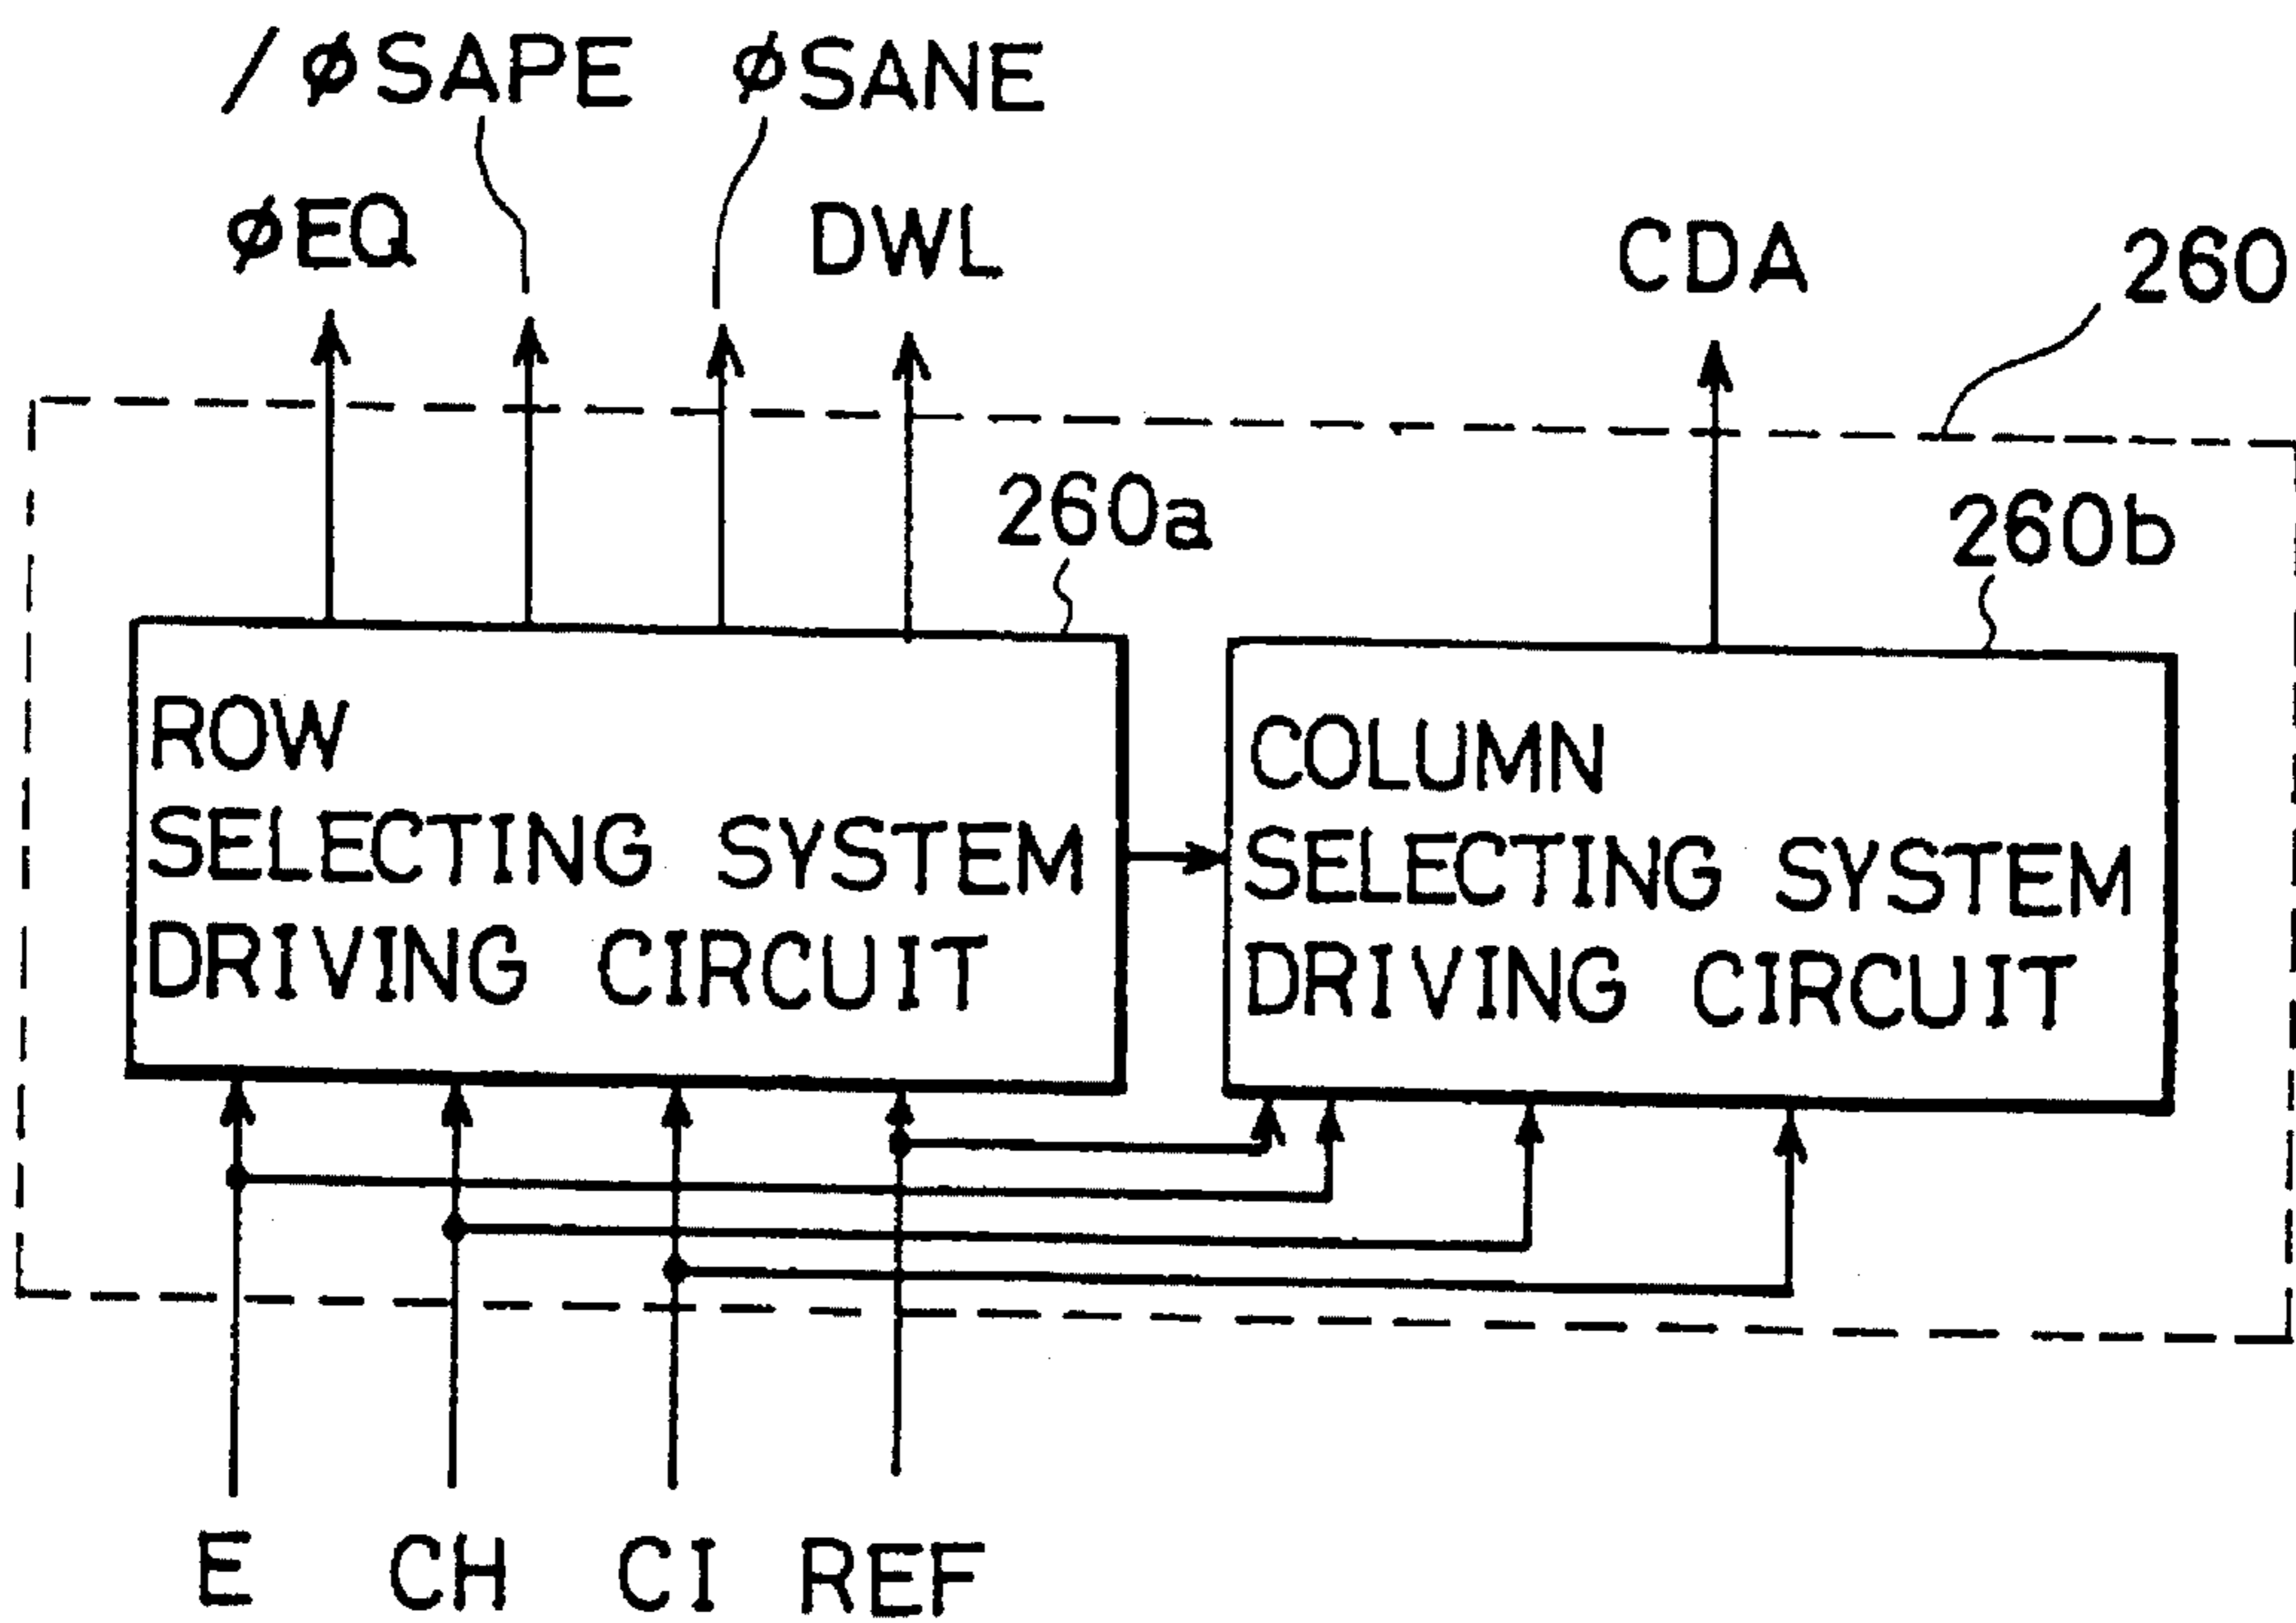 /φSAPE φSANE
φEQ DWL CDA 260
260a 260b
ROW
SELECTING SYSTEM
DRIVING CIRCUIT
COLUMN
SELECTING SYSTEM
DRIVING CIRCUIT
E CH CI REF